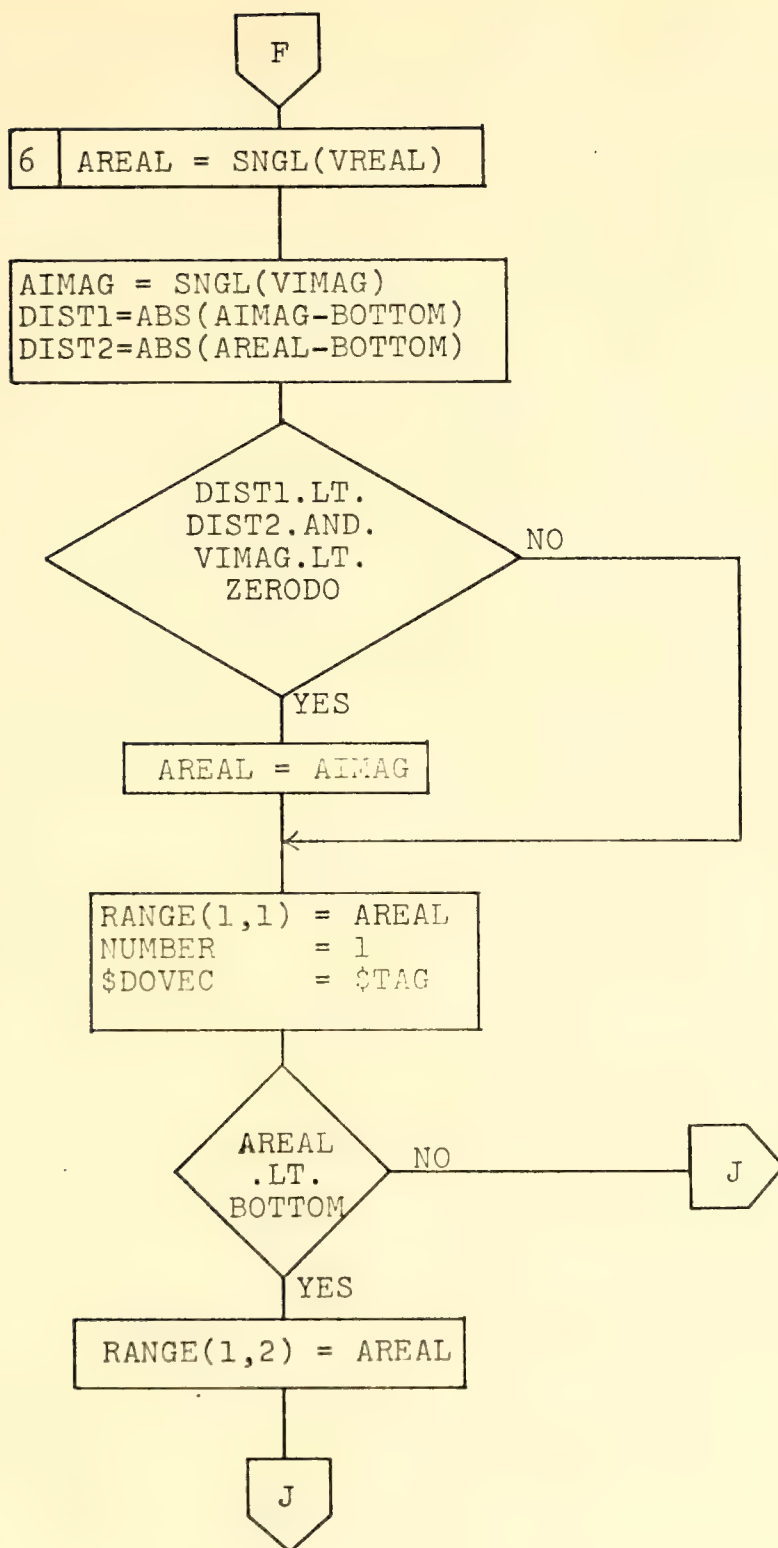 F
6 AREAL = SNGL(VREAL)
AIMAG = SNGL(VIMAG)
DIST1=ABS(AIMAG-BOTTOM)
DIST2=ABS(AREAL-BOTTOM)
DIST1.LT.
DIST2.AND.
VIMAG.LT.
ZERODO
NO
YES
AREAL = AIMAG
RANGE(1,1) = AREAL
NUMBER = 1
$DOVEC = $TAG
AREAL
.LT.
BOTTOM
NO
J
YES
RANGE(1,2) = AREAL
J